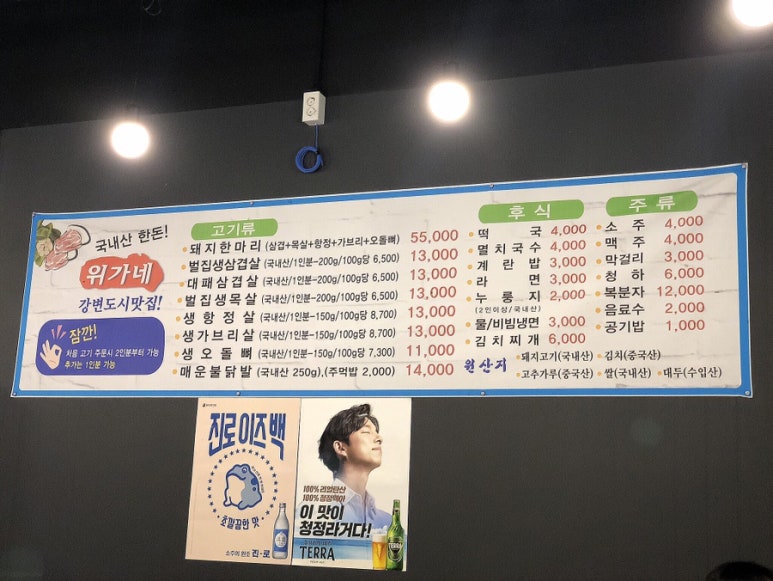 국내산 한돈!
위가네
강변도시맛집!
잠깐!
처음 고기 주문시 2인분부터 가능
추가는 1인분 가능
고기류
돼지한마리 (삼겹+목살+항정+가브리+오돌뼈) 55,000
벌집생삼겹살 (국내산/1인분-200g/100g당 6,500) 13,000
대패삼겹살 (국내산/1인분-200g/100g당 6,500) 13,000
벌집생목살 (국내산/1인분-200g/100g당 6,500) 13,000
생항정살 (국내산/1인분-150g/100g당 8,700) 13,000
생가브리살 (국내산/1인분-150g/100g당 8,700) 13,000
생오돌뼈 (국내산/1인분-150g/100g당 7,300) 11,000
매운불닭발 (국내산 250g),(주먹밥 2,000) 14,000
후식
떡국 4,000
멸치국수 4,000
계란밥 3,000
라면 3,000
누룽지 2,000
(2인이상/국내산)
물/비빔냉면 3,000
김치찌개 6,000
주류
소주 4,000
맥주 4,000
막걸리 3,000
청하 6,000
복분자 12,000
음료수 2,000
공기밥 1,000
원산지
돼지고기(국내산) 김치(중국산)
고추가루(중국산) 쌀(국내산) 대두(수입산)
진로이즈백
초깔끔한 맛
소주의 원조 진-로
100% 리얼탄산
100% 청정맥아
이 맛이
청정라거다!
TERRA
TERRA